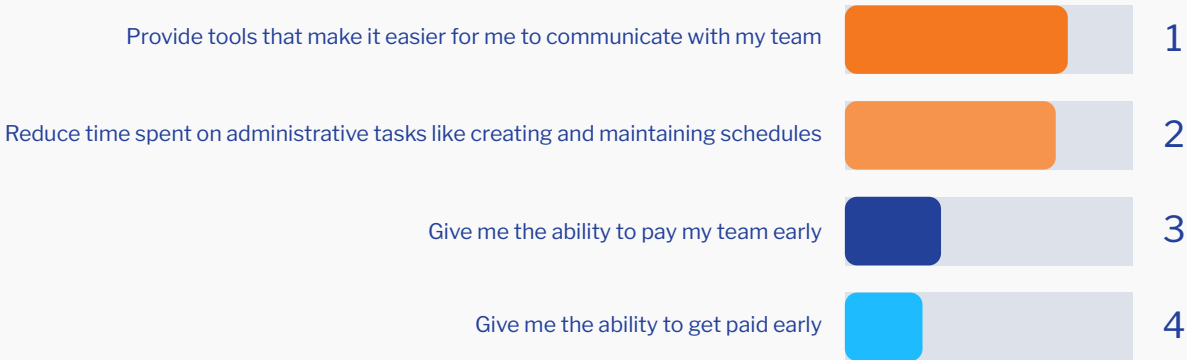 Provide tools that make it easier for me to communicate with my team 1
Reduce time spent on administrative tasks like creating and maintaining schedules 2
Give me the ability to pay my team early 3
Give me the ability to get paid early 4